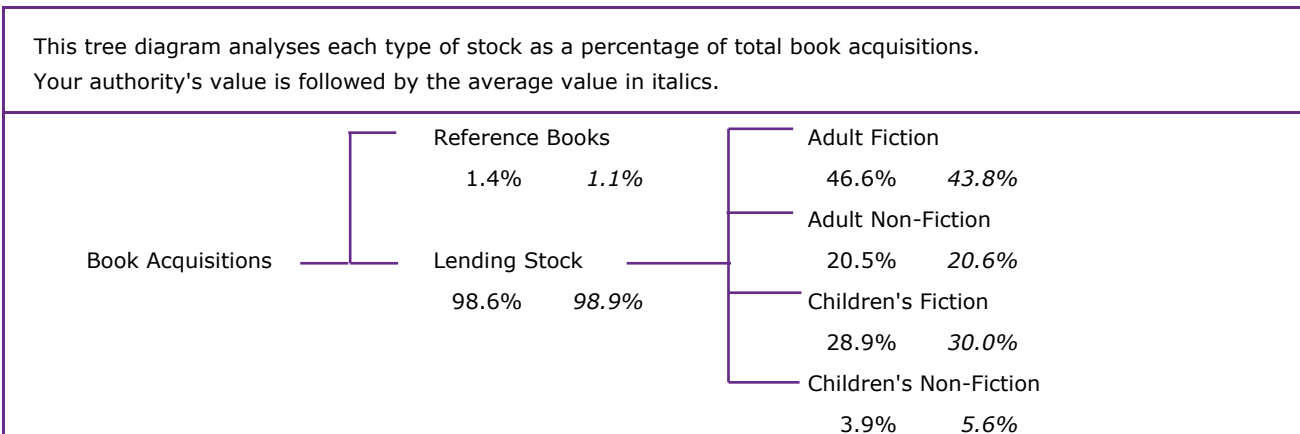 This tree diagram analyses each type of stock as a percentage of total book acquisitions.
Your authority's value is followed by the average value in italics.
Reference Books
1.4% 1.1%
Book Acquisitions
Lending Stock
98.6% 98.9%
Adult Fiction
46.6% 43.8%
Adult Non-Fiction
20.5% 20.6%
Children's Fiction
28.9% 30.0%
Children's Non-Fiction
3.9% 5.6%